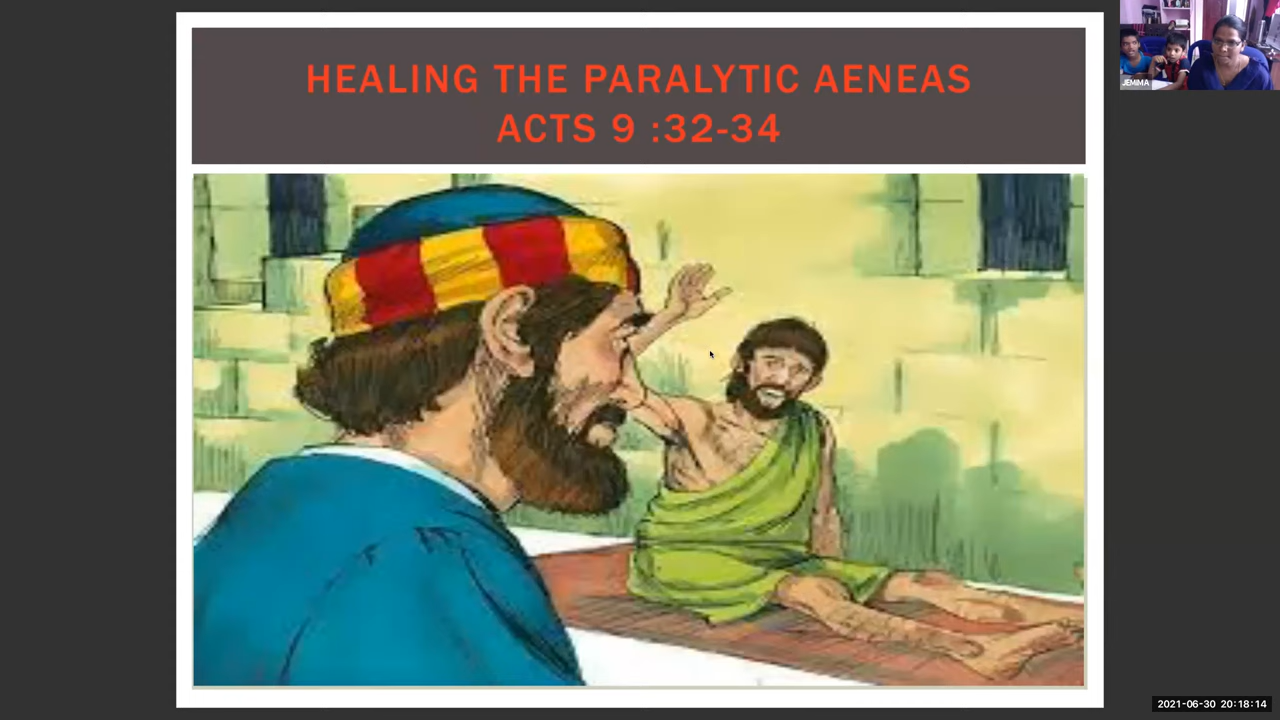 HEALING THE PARALYTIC AENEAS
ACTS 9 :32-34
JEMIMA
2021-06-30 20:18:14